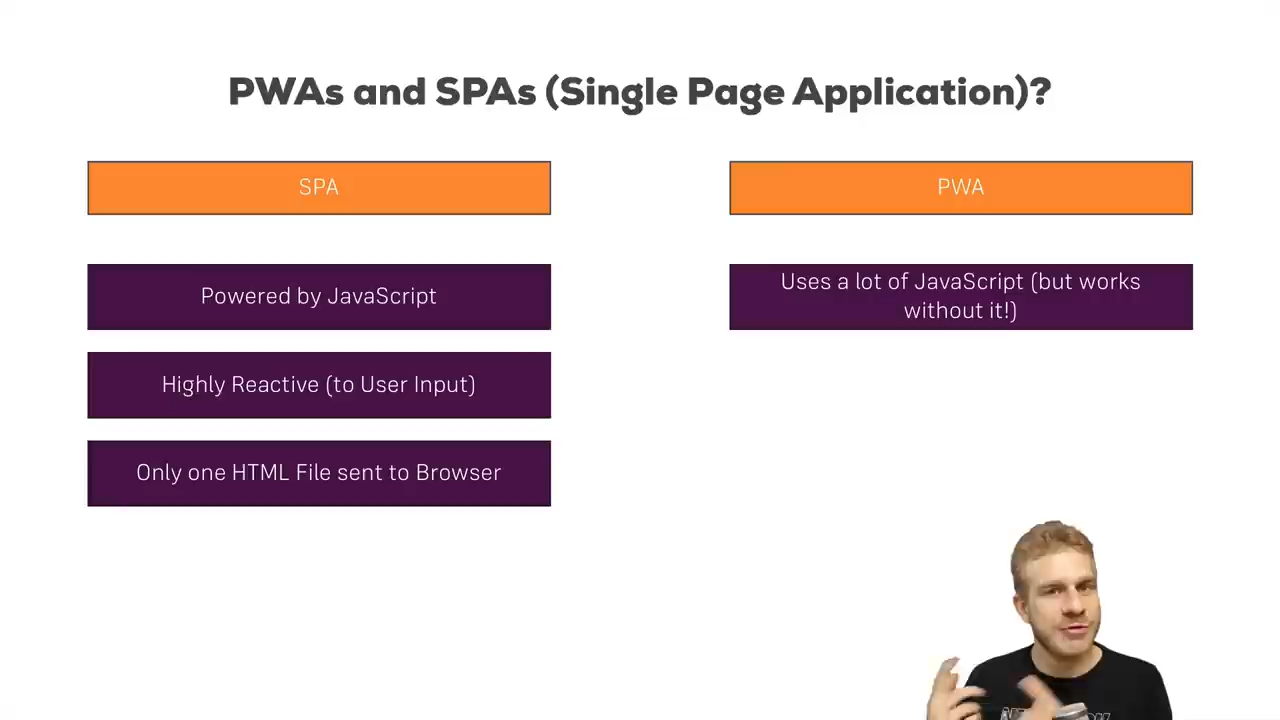 PWAs and SPAs (Single Page Application)?
SPA
PWA
Powered by JavaScript
Uses a lot of JavaScript (but works
without it!)
Highly Reactive (to User Input)
Only one HTML File sent to Browser